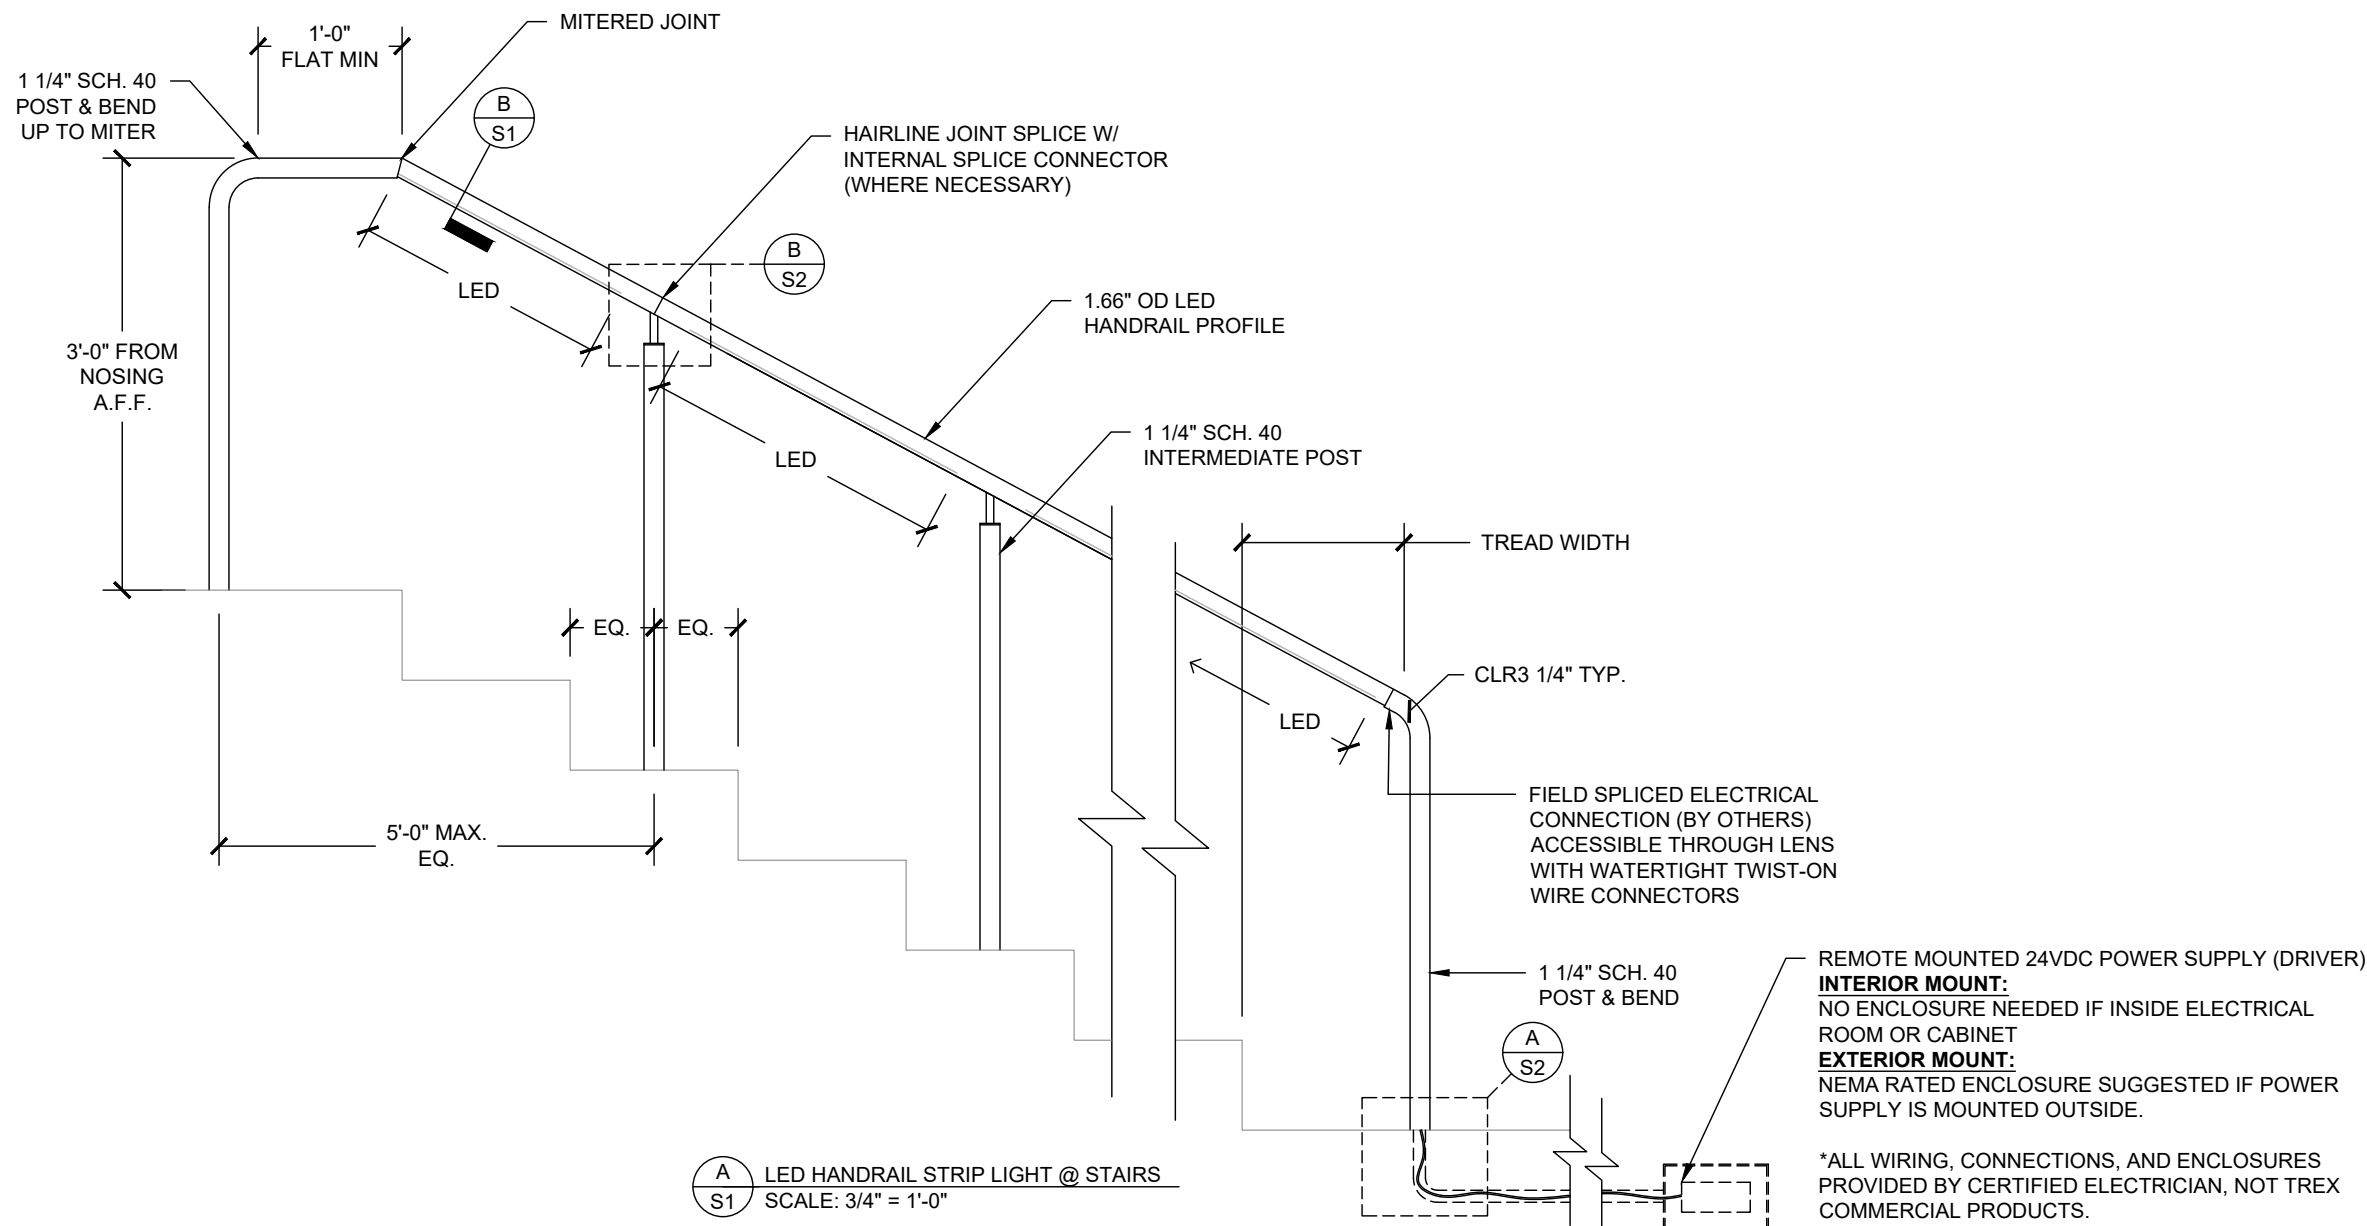 1'-0"
FLAT MIN
MITERED JOINT
1 1/4" SCH. 40
POST & BEND
UP TO MITER
B
S1
HAIRLINE JOINT SPLICE W/
INTERNAL SPLICE CONNECTOR
(WHERE NECESSARY)
B
S2
LED
1.66" OD LED
HANDRAIL PROFILE
3'-0" FROM
NOSING
A.F.F.
LED
1 1/4" SCH. 40
INTERMEDIATE POST
TREAD WIDTH
EQ.
EQ.
CLR3 1/4" TYP.
LED
5'-0" MAX.
EQ.
FIELD SPLICED ELECTRICAL
CONNECTION (BY OTHERS)
ACCESSIBLE THROUGH LENS
WITH WATERTIGHT TWIST-ON
WIRE CONNECTORS
1 1/4" SCH. 40
POST & BEND
REMOTE MOUNTED 24VDC POWER SUPPLY (DRIVER)
INTERIOR MOUNT:
NO ENCLOSURE NEEDED IF INSIDE ELECTRICAL
ROOM OR CABINET
EXTERIOR MOUNT:
NEMA RATED ENCLOSURE SUGGESTED IF POWER
SUPPLY IS MOUNTED OUTSIDE.
*ALL WIRING, CONNECTIONS, AND ENCLOSURES
PROVIDED BY CERTIFIED ELECTRICIAN, NOT TREX
COMMERCIAL PRODUCTS.
A
S2
A
S1
LED HANDRAIL STRIP LIGHT @ STAIRS
SCALE: 3/4" = 1'-0"